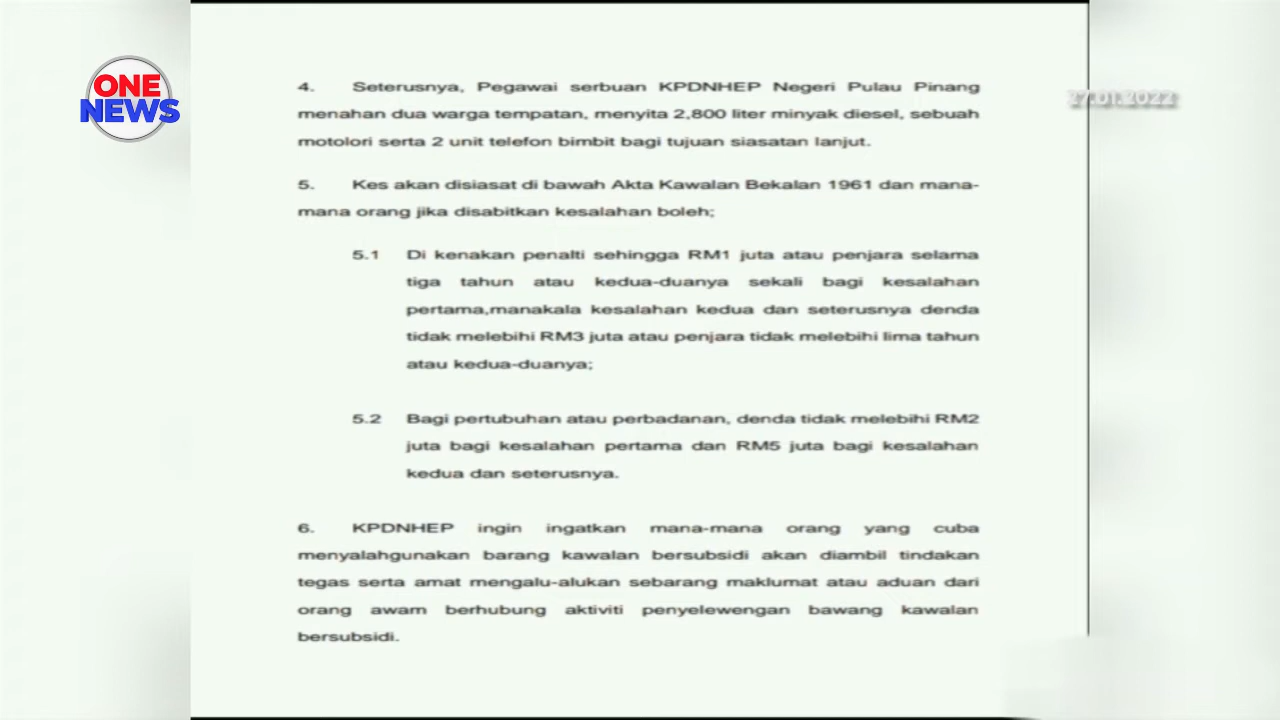 ONE
NEWS
27.01.2022
4. Seterusnya, Pegawai serbuan KPDNHEP Negeri Pulau Pinang
menahan dua warga tempatan, menyita 2,800 liter minyak diesel, sebuah
motolori serta 2 unit telefon bimbit bagi tujuan siasatan lanjut.
5. Kes akan disiasat di bawah Akta Kawalan Bekalan 1961 dan mana-
mana orang jika disabitkan kesalahan boleh;
5.1 Di kenakan penalti sehingga RM1 juta atau penjara selama
tiga tahun atau kedua-duanya sekali bagi kesalahan
pertama,manakala kesalahan kedua dan seterusnya denda
tidak melebihi RM3 juta atau penjara tidak melebihi lima tahun
atau kedua-duanya;
5.2 Bagi pertubuhan atau perbadanan, denda tidak melebihi RM2
juta bagi kesalahan pertama dan RM5 juta bagi kesalahan
kedua dan seterusnya.
6. KPDNHEP ingin ingatkan mana-mana orang yang cuba
menyalahgunakan barang kawalan bersubsidi akan diambil tindakan
tegas serta amat mengalu-alukan sebarang maklumat atau aduan dari
orang awam berhubung aktiviti penyelewengan bawang kawalan
bersubsidi.